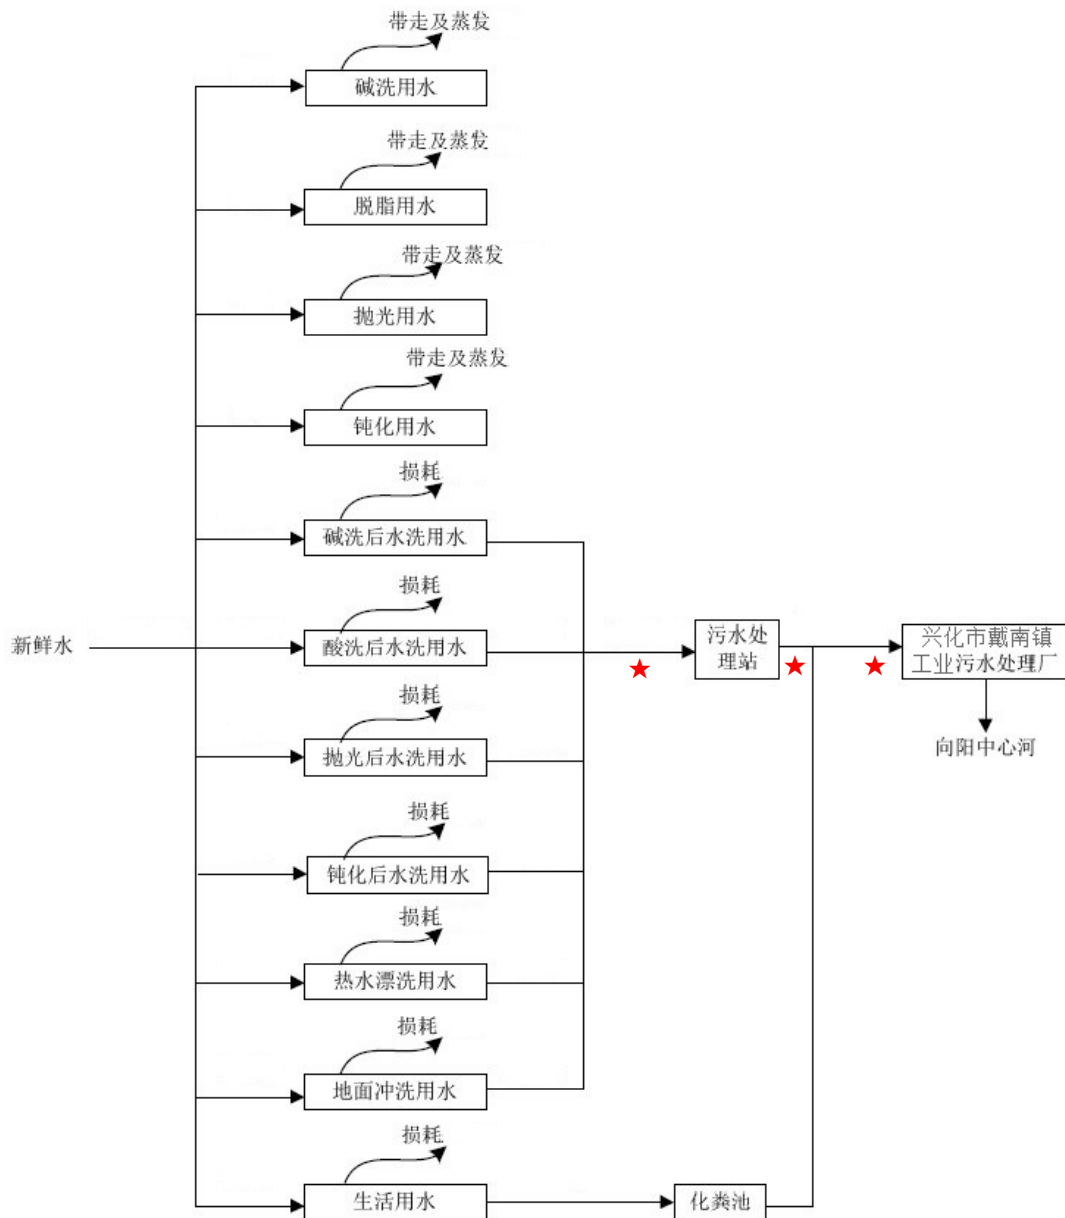 带走及蒸发
碱洗用水
带走及蒸发
脱脂用水
带走及蒸发
抛光用水
带走及蒸发
钝化用水
损耗
碱洗后水洗用水
损耗
新鲜水
酸洗后水洗用水
污水处
理站
兴化市戴南镇
工业污水处理厂
损耗
抛光后水洗用水
向阳中心河
损耗
钝化后水洗用水
损耗
热水漂洗用水
损耗
地面冲洗用水
损耗
生活用水
化粪池